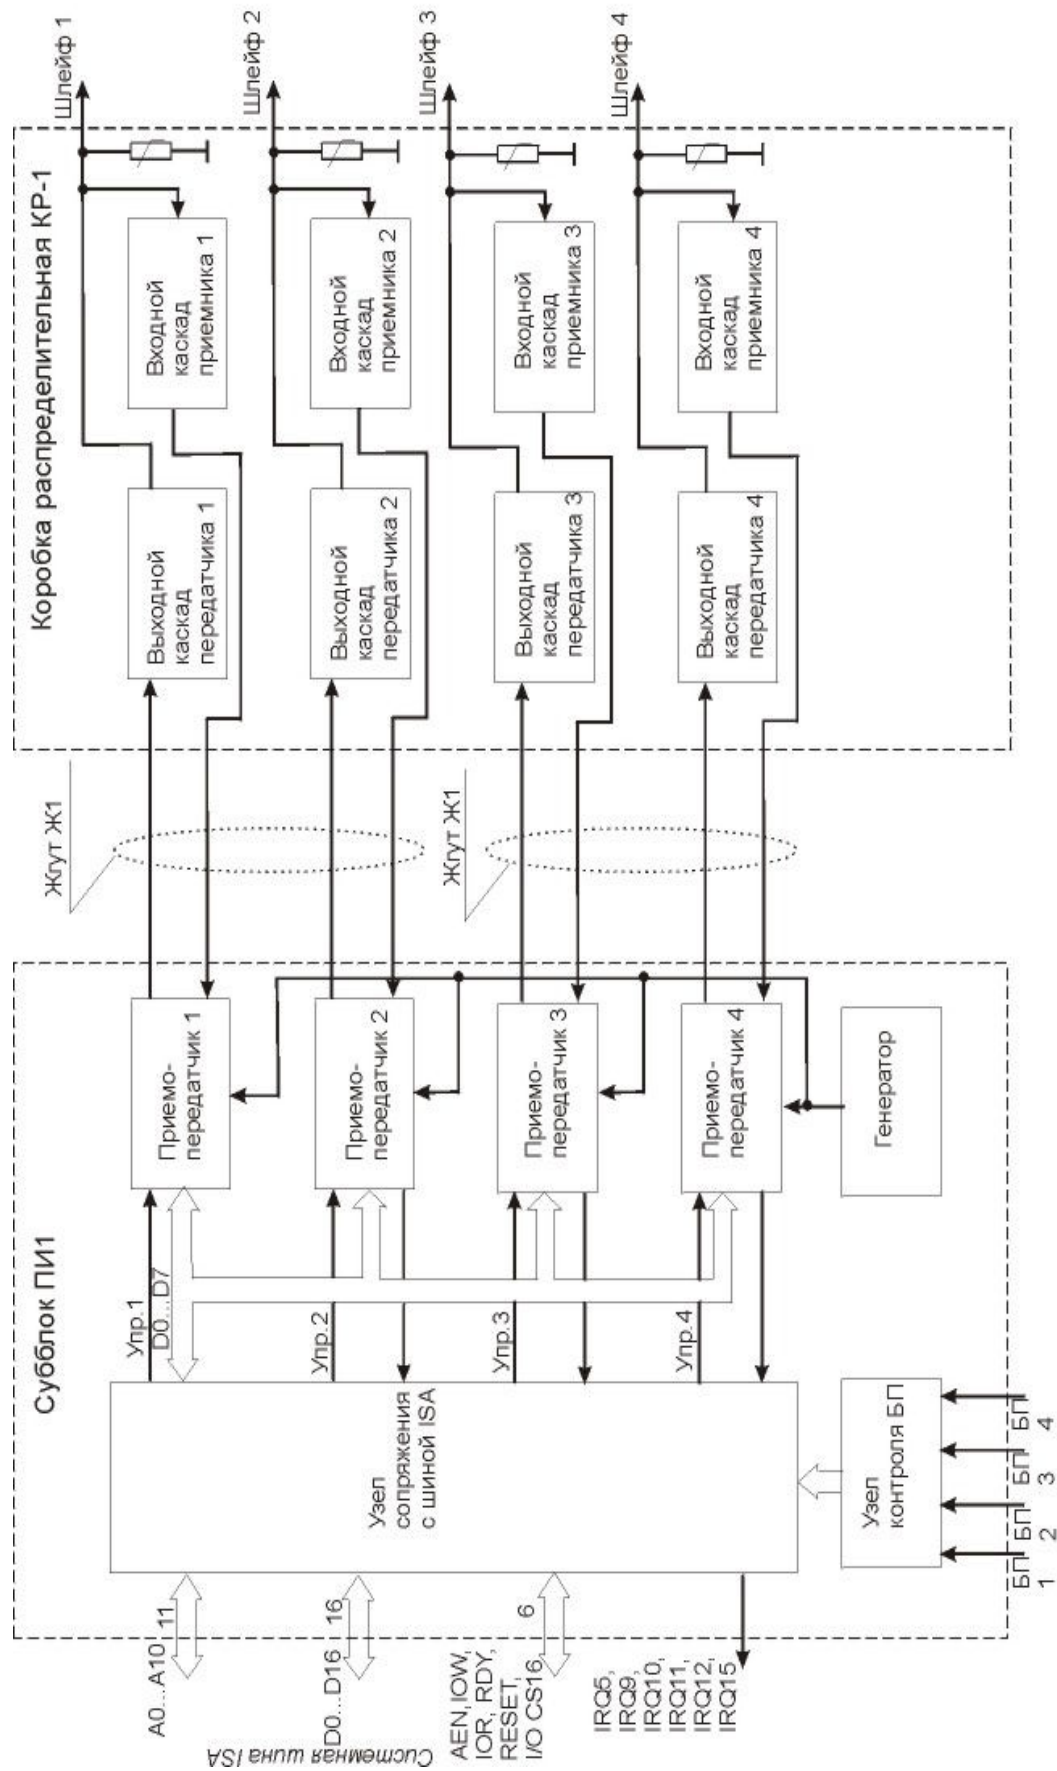 Субблок ПИ1
Коробка распределительная КР-1
Жгут Ж1
Жгут Ж1
Шлейф 1
Шлейф 2
Шлейф 3
Шлейф 4
Системная шина ISA
A0...A10
11
D0...D16
16
AEN,IOW,
IOR, RDY,
RESET,
I/O CS16
6
IRQ5,
IRQ9,
IRQ10,
IRQ11,
IRQ12,
IRQ15
Узел
сопряжения
с шиной ISA
Упр.1
D0...D7
Упр.2
Упр.3
Упр.4
Приемо-
передатчик 1
Приемо-
передатчик 2
Приемо-
передатчик 3
Приемо-
передатчик 4
Генератор
Узел
контроля БП
БП
1
БП
2
БП
3
БП
4
Выходной
каскад
передатчика 1
Выходной
каскад
передатчика 2
Выходной
каскад
передатчика 3
Выходной
каскад
передатчика 4
Входной
каскад
приемника 1
Входной
каскад
приемника 2
Входной
каскад
приемника 3
Входной
каскад
приемника 4